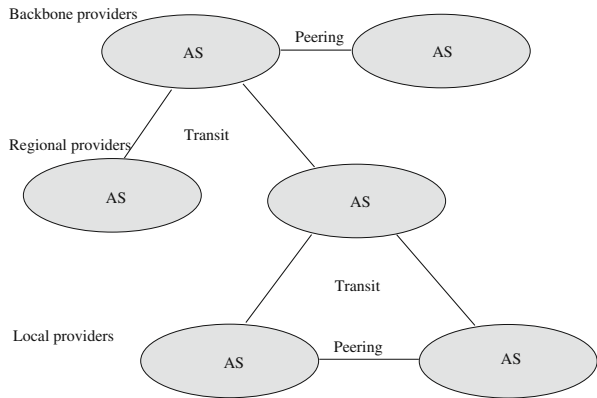 Backbone providers
AS
Peering
AS
Transit
Regional providers
AS
AS
Transit
Local providers
AS
Peering
AS